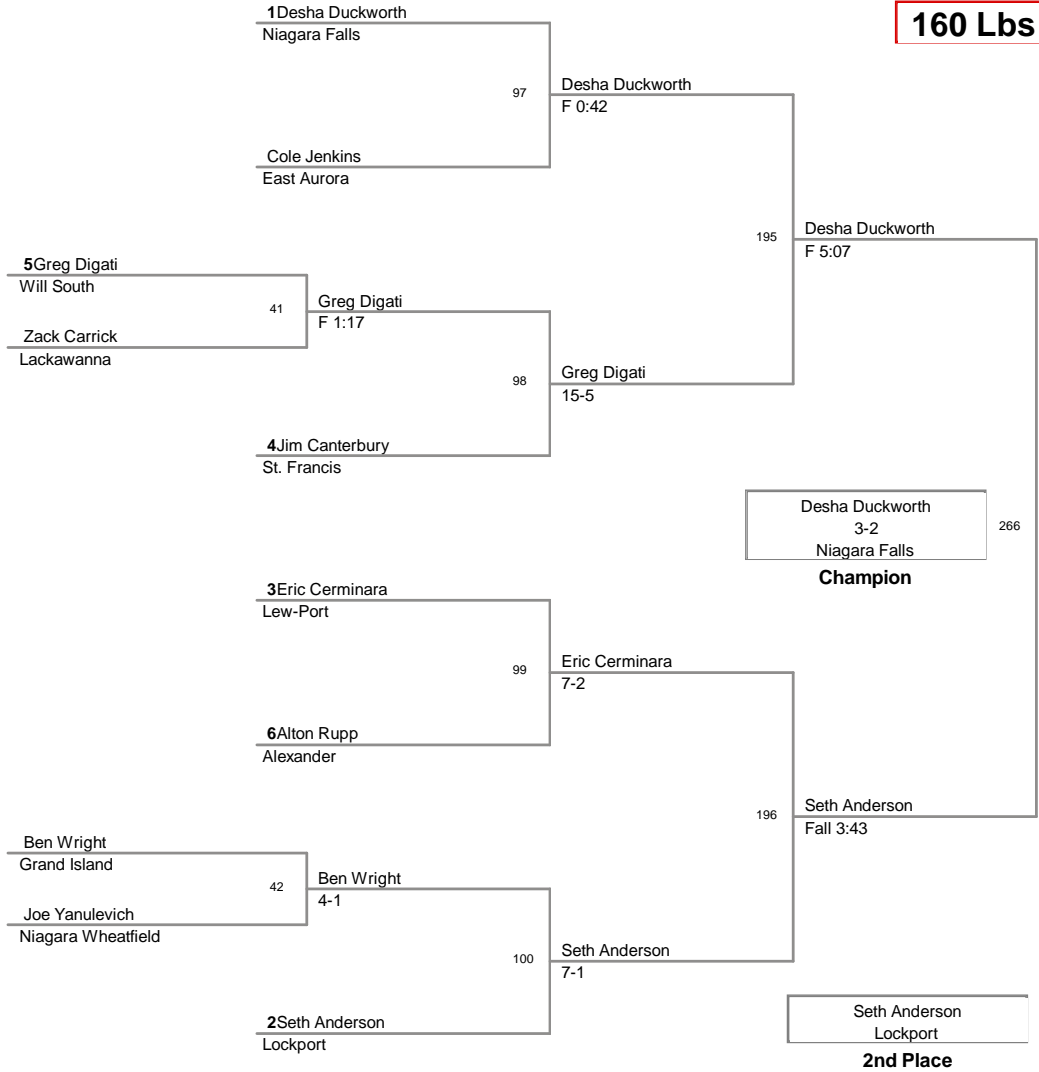 160 Lbs
1Desha Duckworth
Niagara Falls
97
Desha Duckworth
F 0:42
Cole Jenkins
East Aurora
195
Desha Duckworth
F 5:07
5Greg Digati
Will South
41
Greg Digati
F 1:17
Zack Carrick
Lackawanna
98
Greg Digati
15-5
4Jim Canterbury
St. Francis
Desha Duckworth
3-2
Niagara Falls
Champion
266
3Eric Cerminara
Lew-Port
99
Eric Cerminara
7-2
6Alton Rupp
Alexander
196
Seth Anderson
Fall 3:43
Ben Wright
Grand Island
42
Ben Wright
4-1
Joe Yanulevich
Niagara Wheatfield
100
Seth Anderson
7-1
2Seth Anderson
Lockport
Seth Anderson
Lockport
2nd Place